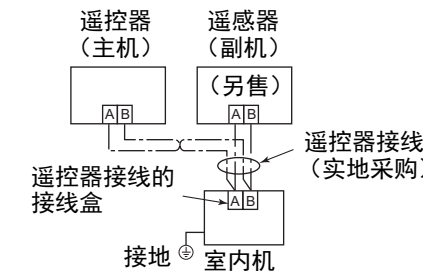 遥控器
（主机）
遥感器
（副机）
（另售）
A B
A B
遥控器接线
（实地采购）
遥控器接线的
接线盒
A B
接地
室内机